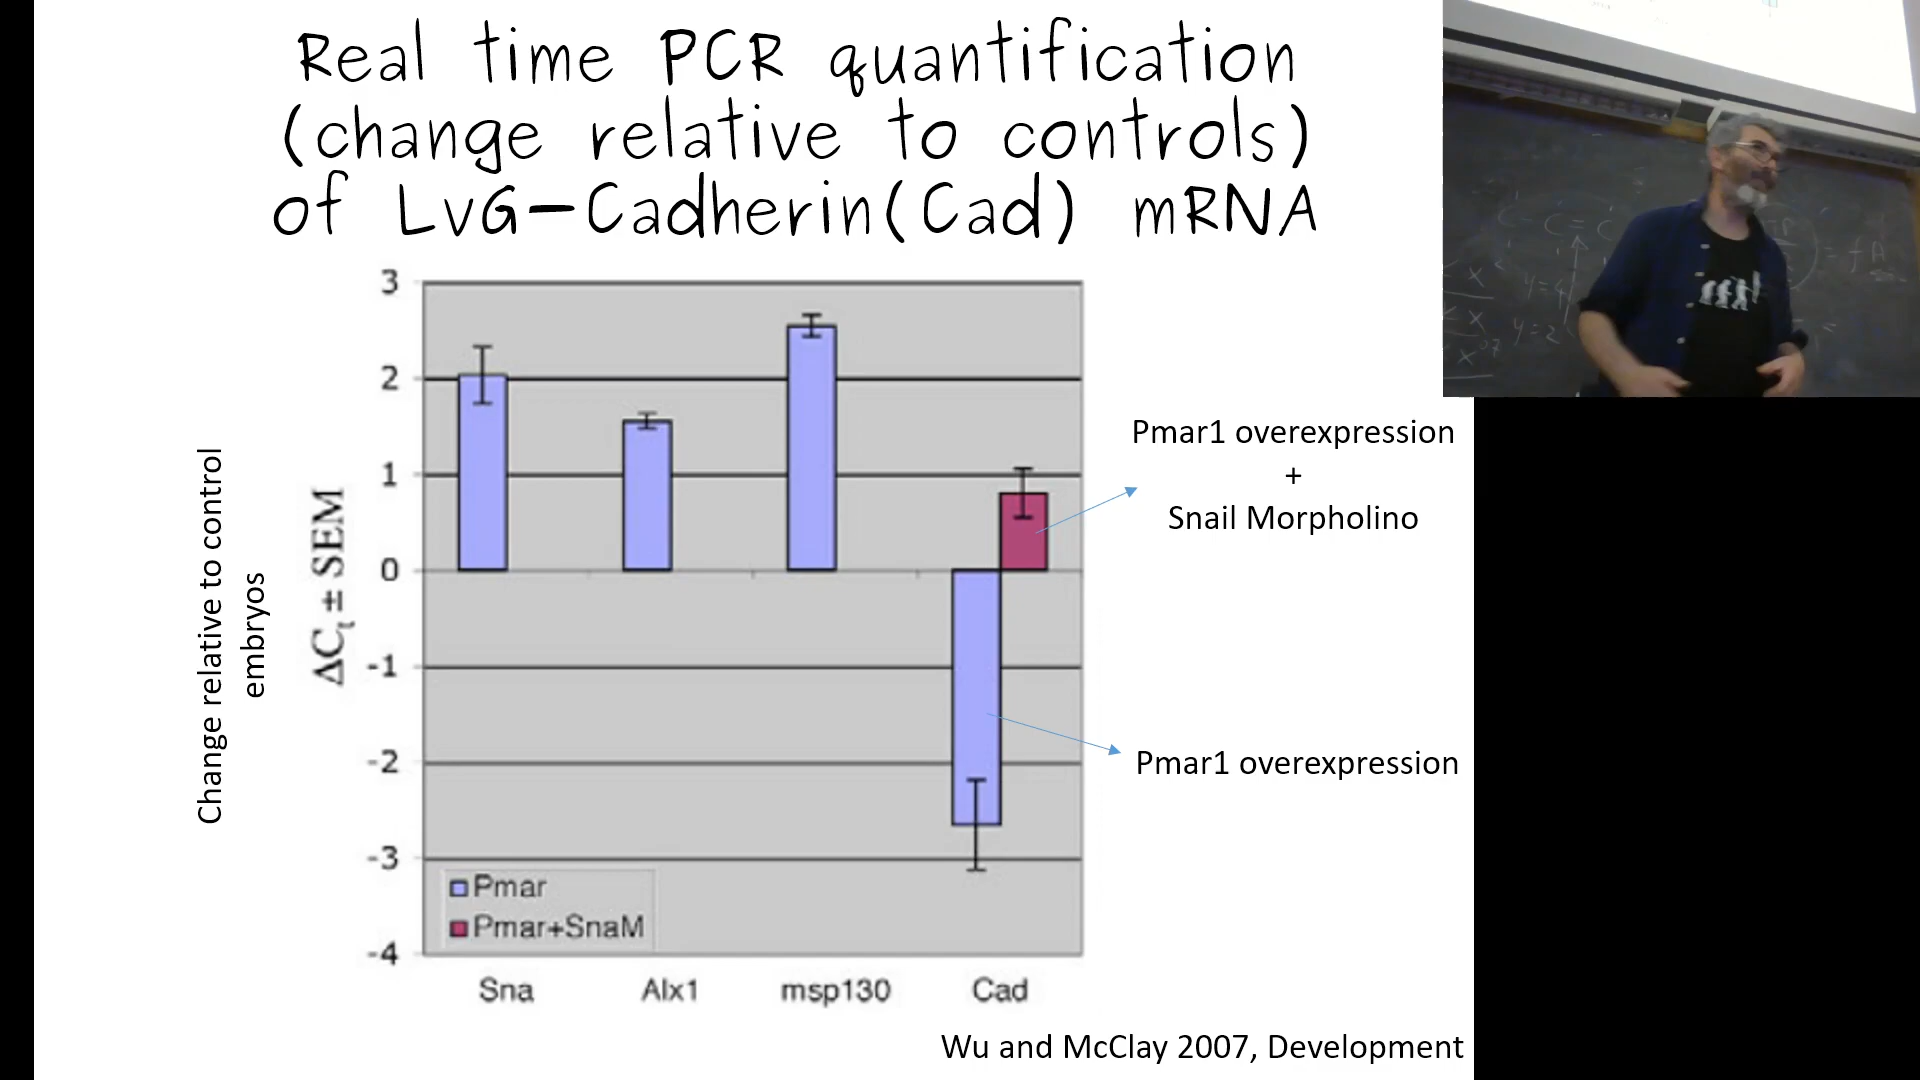 Real time PCR quantification
(change relative to controls)
of LvG-Cadherin(Cad) mRNA
Change relative to control
embryos
ΔCt ± SEM
3
2
1
0
-1
-2
-3
-4
Pmar
Pmar+SnaM
Sna
Alx1
msp130
Cad
Pmar1 overexpression
+
Snail Morpholino
Pmar1 overexpression
Wu and McClay 2007, Development
y=2